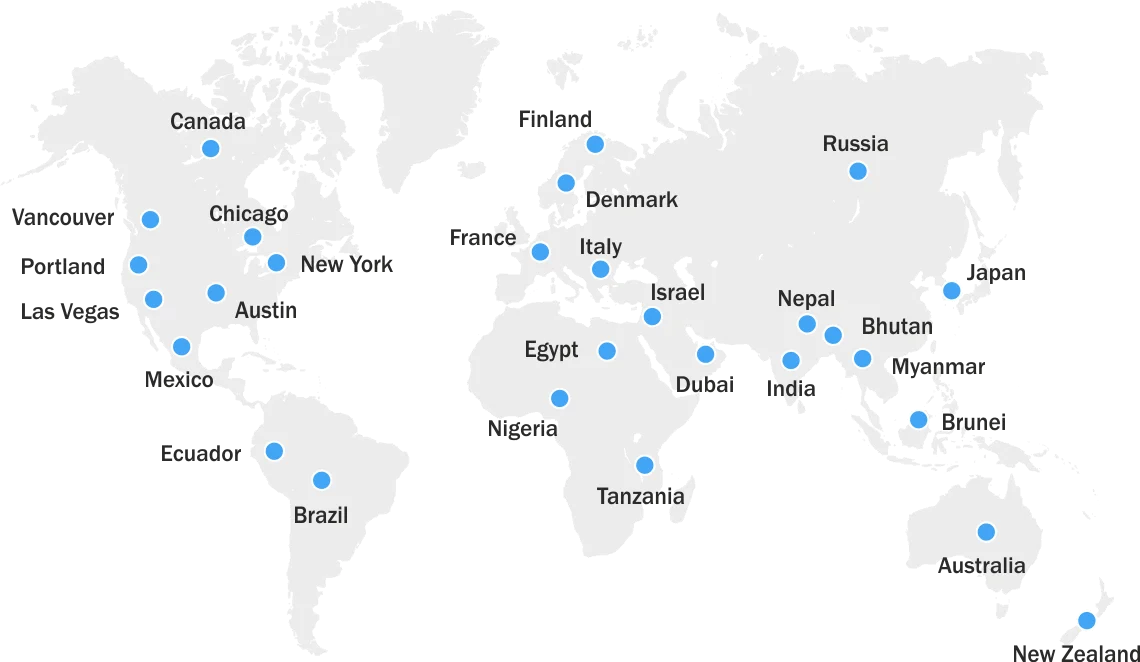 Finland
Canada
Russia
Denmark
Vancouver
Chicago
France
Italy
New York
Portland
Japan
Israel
Nepal
Las Vegas
Austin
Bhutan
Egypt
Myanmar
Mexico
Dubai
India
Brunei
Nigeria
Ecuador
Tanzania
Brazil
Australia
New Zealand